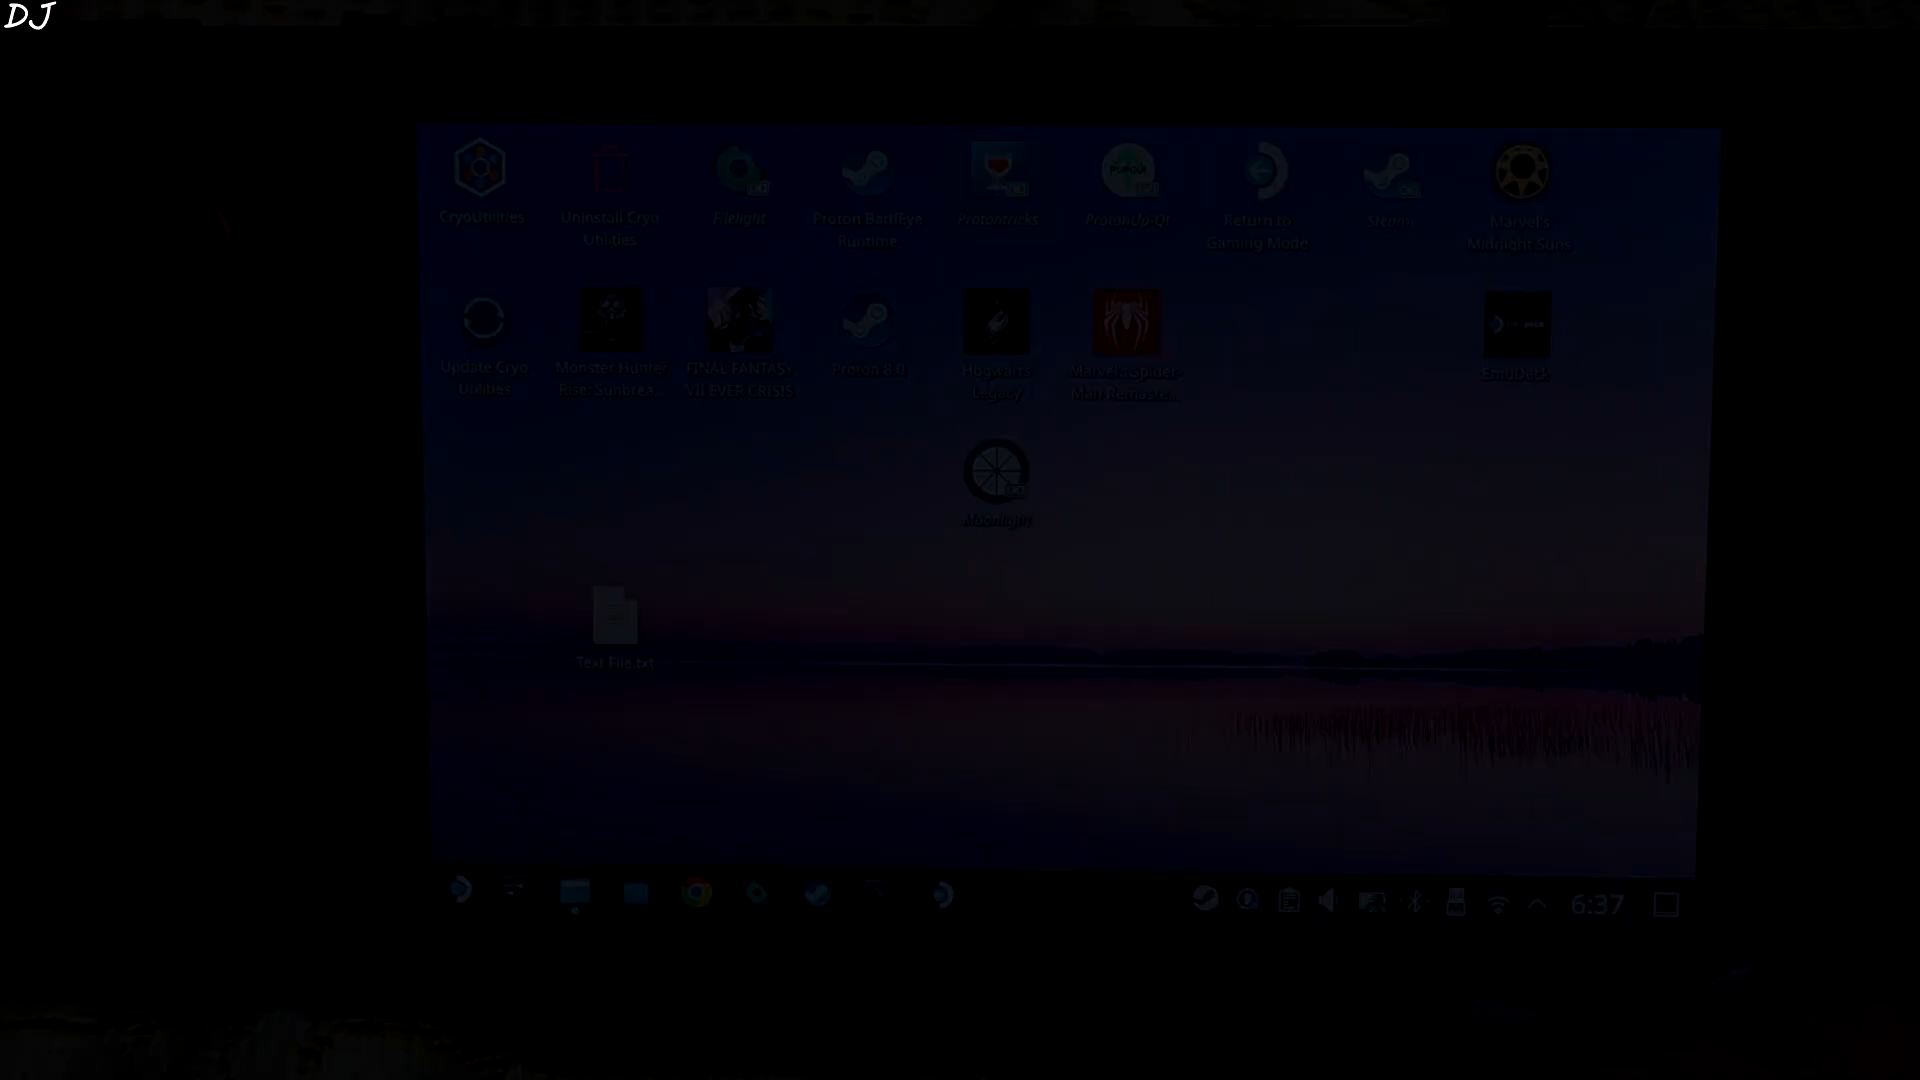 DJ
CryoUtilities
Uninstall Cryo
Utilities
Filelight
Proton BattlEye
Runtime
Protontricks
ProtonUp-Qt
Return to
Gaming Mode
Steam
Marvel's
Midnight Suns
Update Cryo
Utilities
Monster Hunter
Rise: Sunbrea...
FINAL FANTASY
VII EVER CRISIS
Proton 8.0
Hogwarts
Legacy
Marvel's Spider-
Man Remaste...
EmuDeck
Moonlight
Text File.txt
6:37